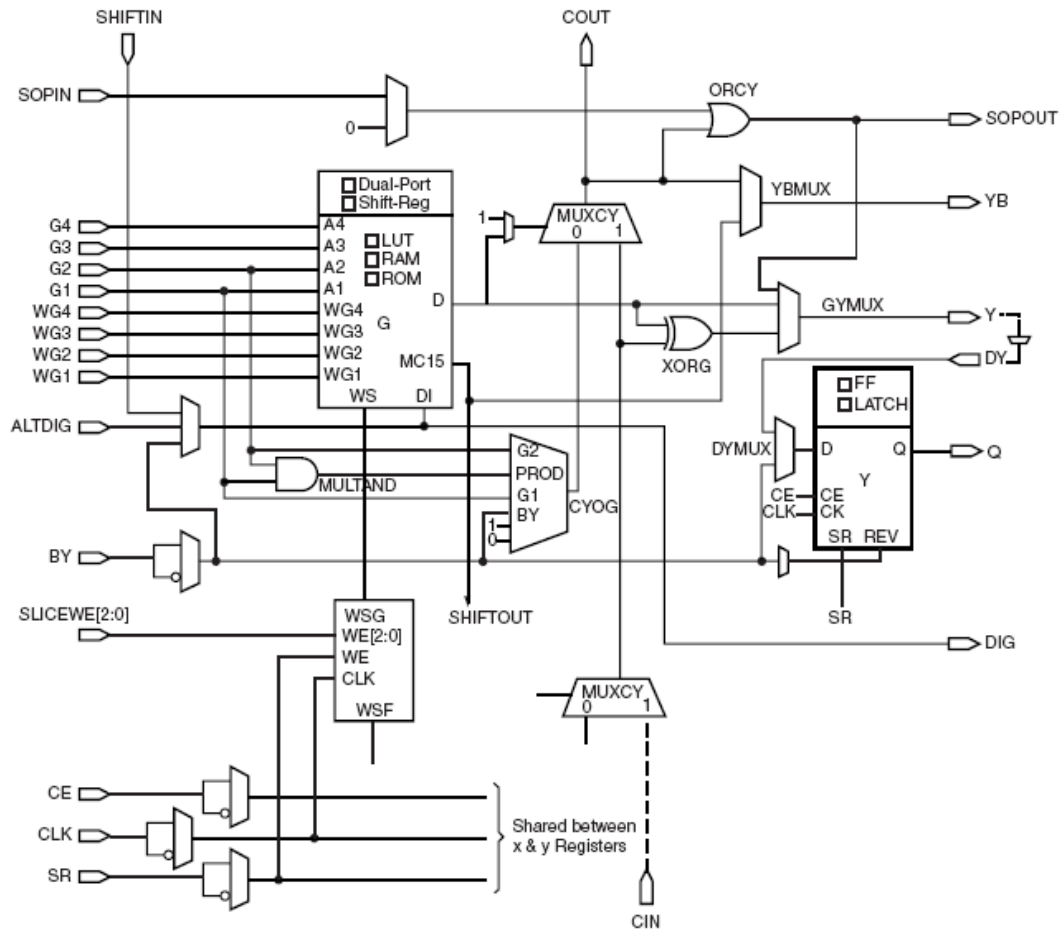 SHIFTIN
COUT
SOPIN
ORCY
0
SOPOUT
Dual-Port
Shift-Reg
YBMUX
YB
G4
A4
1
MUXCY
0 1
G3
A3
LUT
G2
A2
RAM
G1
A1
ROM
D
WG4
WG4
G
GYMUX
Y
WG3
WG3
WG2
WG2
MC15
XORG
DY
WG1
WG1
WS
DI
FF
LATCH
ALTDIG
G2
DYMUX
D
Q
Q
PROD
MULTAND
Y
G1
CYOG
CE
CE
BY
CLK
CK
1
0
SR REV
BY
SLICEWE[2:0]
WSG
SHIFTOUT
SR
WE[2:0]
WE
DIG
CLK
MUXCY
0 1
WSF
CE
CLK
Shared between
x & y Registers
SR
CIN